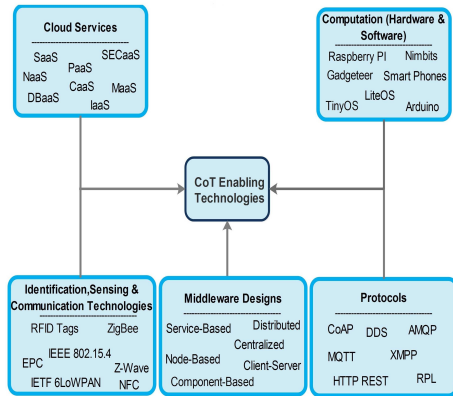 Cloud Services
SaaS SECaaS
PaaS
NaaS
CaaS MaaS
DBaaS
IaaS
Computation (Hardware &
Software)
Raspberry PI Nimbits
Gadgeteer Smart Phones
LiteOS
TinyOS Arduino
CoT Enabling
Technologies
Identification,Sensing &
Communication Technologies
RFID Tags ZigBee
IEEE 802.15.4
EPC
Z-Wave
IETF 6LoWPAN NFC
Middleware Designs
Service-Based Distributed
Centralized
Node-Based
Client-Server
Component-Based
Protocols
CoAP DDS AMQP
MQTT XMPP
HTTP REST RPL